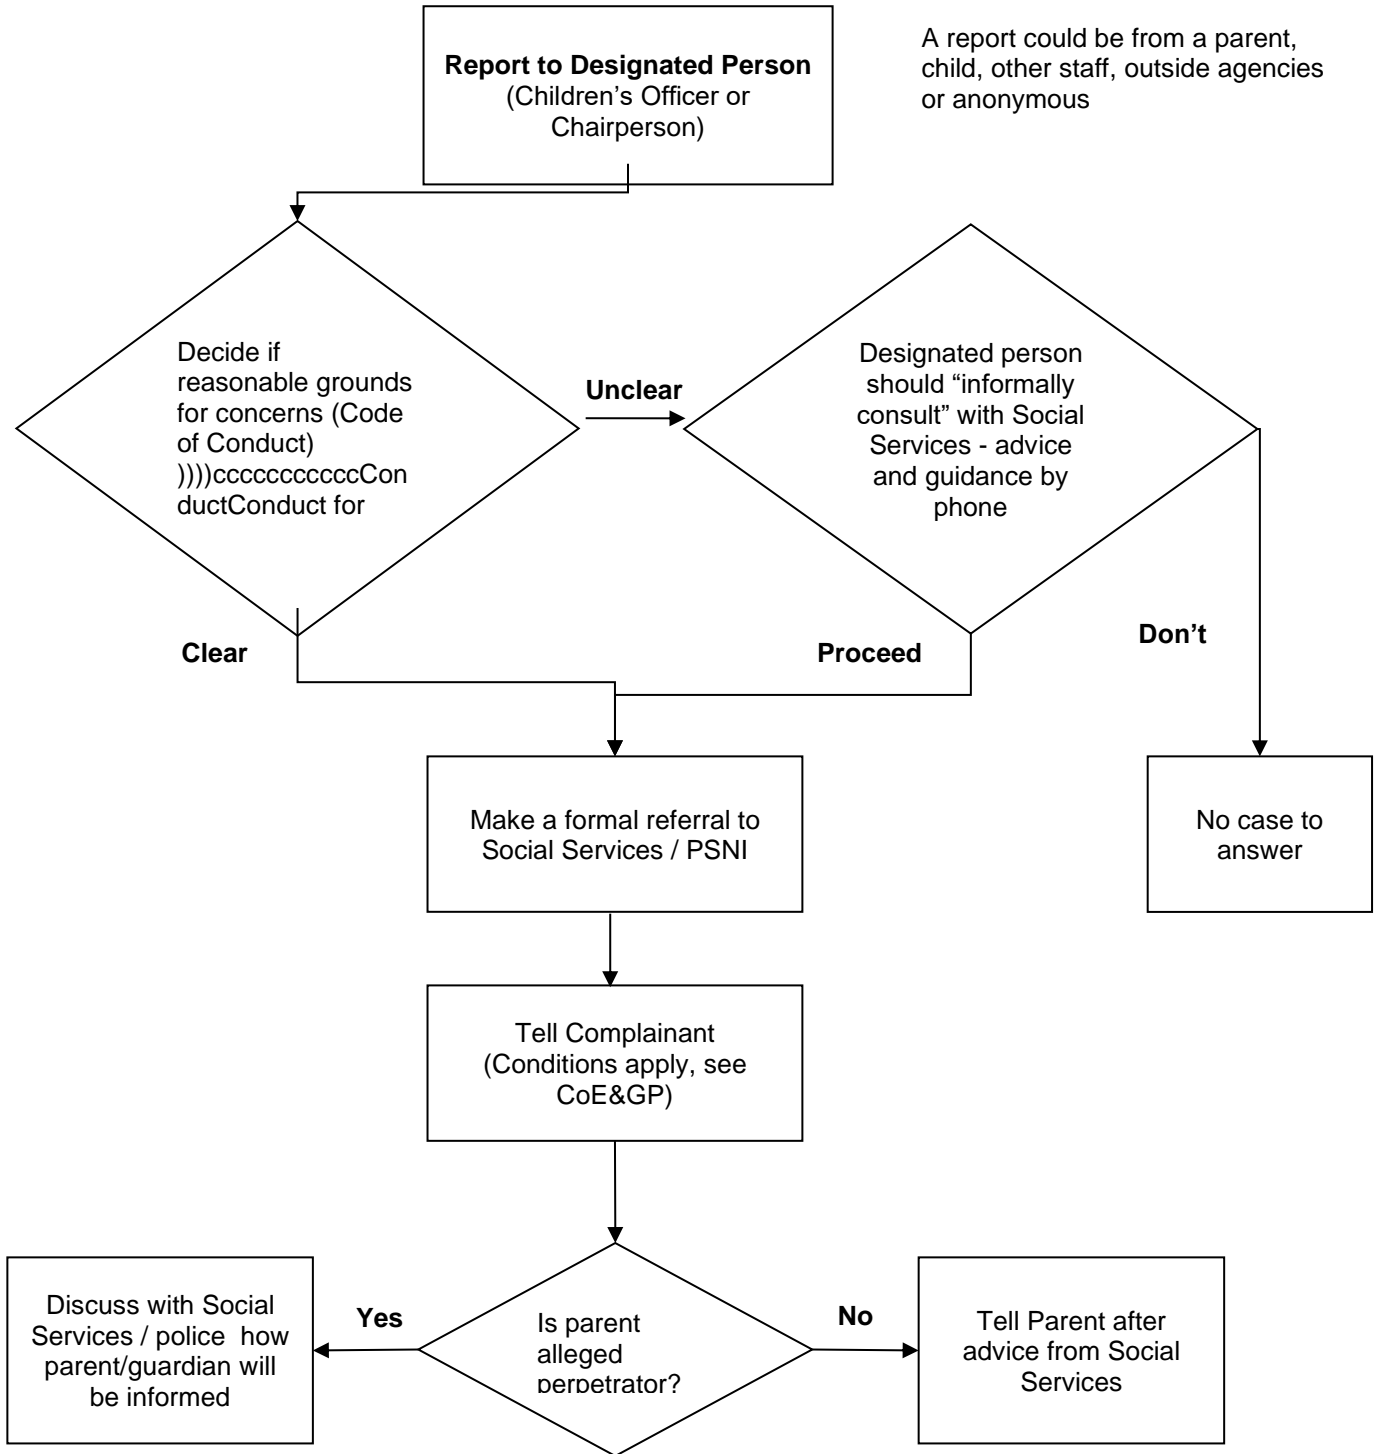 Report to Designated Person
(Children's Officer or
Chairperson)
A report could be from a parent,
child, other staff, outside agencies
or anonymous
Decide if
reasonable grounds
for concerns (Code
of Conduct)
))))cccccccccccCon
ductConduct for
Unclear
Designated person
should “informally
consult” with Social
Services - advice
and guidance by
phone
Clear
Proceed
Don’t
Make a formal referral to
Social Services / PSNI
No case to
answer
Tell Complainant
(Conditions apply, see
CoE&GP)
Discuss with Social
Services / police  how
parent/guardian will
be informed
Yes
Is parent
alleged
perpetrator?
No
Tell Parent after
advice from Social
Services